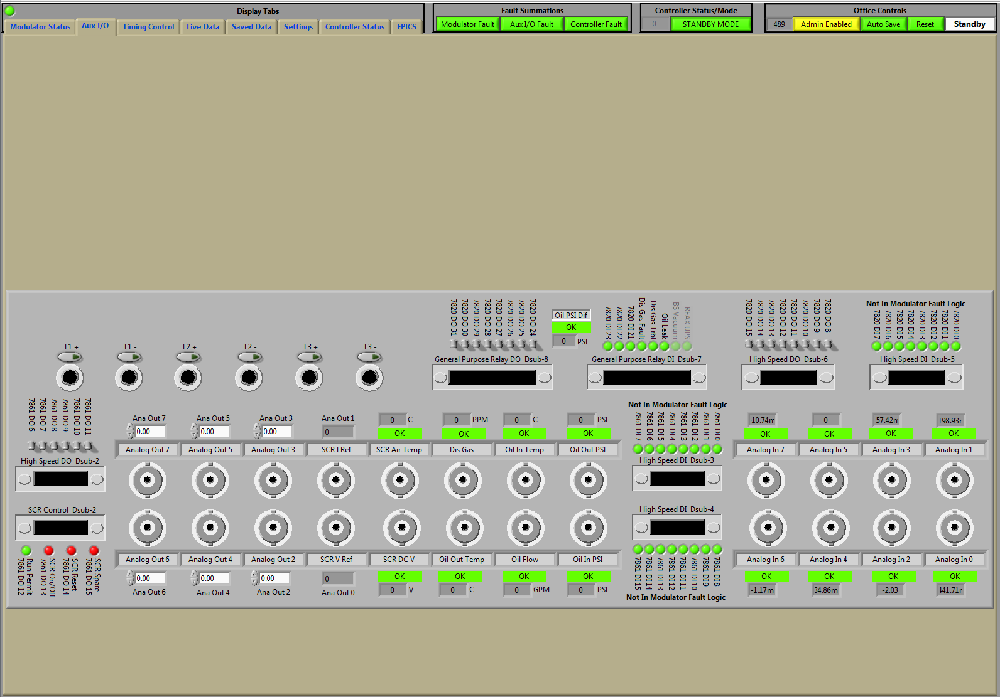 Display Tabs
Modulator Status Aux I/O Timing Control Live Data Saved Data Settings Controller Status EPICS
Fault Summations
Modulator Fault Aux I/O Fault Controller Fault
Controller Status/Mode
0 STANDBY MODE
Office Controls
489 Admin Enabled Auto Save Reset Standby
L1 +
L1 -
L2 +
L2 -
L3 +
L3 -
7820 DO 31
7820 DO 30
7820 DO 29
7820 DO 28
7820 DO 27
7820 DO 26
7820 DO 25
7820 DO 24
General Purpose Relay DO Dsub-8
Oil PSI Dif
OK
0 PSI
7820 DI 23
7820 DI 22
7820 DI 21
Dis Gas Fault
Dis Gas Trbl
Oil Leak
BS Vacuum
RFAX UPS
General Purpose Relay DI Dsub-7
7820 DO 15
7820 DO 14
7820 DO 13
7820 DO 12
7820 DO 11
7820 DO 10
7820 DO 9
7820 DO 8
High Speed DO Dsub-6
Not In Modulator Fault Logic
7820 DI 7
7820 DI 6
7820 DI 5
7820 DI 4
7820 DI 3
7820 DI 2
7820 DI 1
7820 DI 0
High Speed DI Dsub-5
7861 DO 6
7861 DO 7
7861 DO 8
7861 DO 9
7861 DO 10
7861 DO 11
High Speed DO Dsub-2
SCR Control Dsub-2
Run Permit
7861 DO 12
SCR On/Off
7861 DO 13
SCR Reset
7861 DO 14
SCR Spare
7861 DO 15
Ana Out 7
0.00
Ana Out 5
0.00
Ana Out 3
0.00
Ana Out 1
0
0 C
OK
0 PPM
OK
0 C
OK
0 PSI
OK
Analog Out 7 Analog Out 5 Analog Out 3 SCR I Ref SCR Air Temp Dis Gas Oil In Temp Oil Out PSI
Analog Out 6 Analog Out 4 Analog Out 2 SCR V Ref SCR DC V Oil Out Temp Oil Flow Oil In PSI
0.00
Ana Out 6
0.00
Ana Out 4
0.00
Ana Out 2
0
Ana Out 0
OK
0 V
OK
0 C
OK
0 GPM
OK
0 PSI
Not In Modulator Fault Logic
7861 DI 7
7861 DI 6
7861 DI 5
7861 DI 4
7861 DI 3
7861 DI 2
7861 DI 1
7861 DI 0
High Speed DI Dsub-3
High Speed DI Dsub-4
7861 DI 15
7861 DI 14
7861 DI 13
7861 DI 12
7861 DI 11
7861 DI 10
7861 DI 9
7861 DI 8
Not In Modulator Fault Logic
10.74m
OK
0
OK
57.42m
OK
198.93m
OK
Analog In 7 Analog In 5 Analog In 3 Analog In 1
Analog In 6 Analog In 4 Analog In 2 Analog In 0
OK
-1.17m
OK
34.86m
OK
-2.03
OK